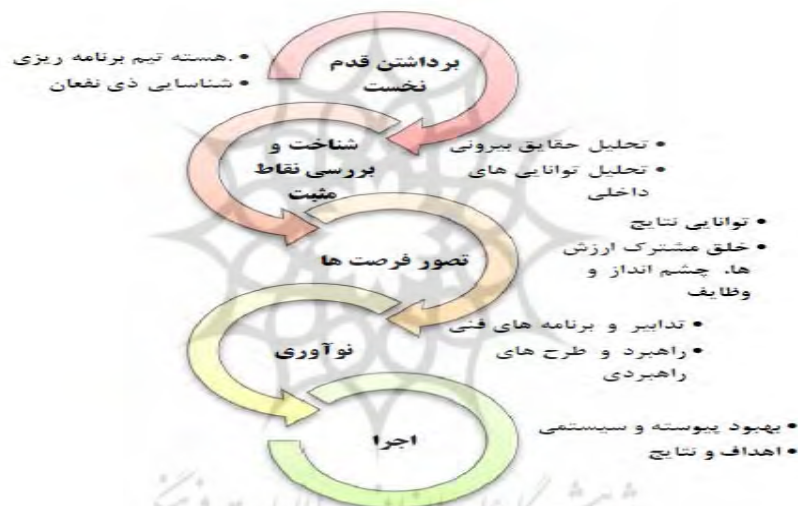 برداشتن قدم
نخست
•.هسته تیم برنامه ریزی
•شناسایی ذی نفعان
شناخت و
بررسی نقاط
مثبت
• تحلیل حقایق بیرونی
• تحلیل توانایی های
داخلی
تصور فرصت ها
• توانایی نتایج
• خلق مشترک ارزش
ها، چشم انداز و
وظایف
نوآوری
• تدابیر و برنامه های فنی
•راهبرد و طرح های
راهبردی
اجرا
•بهبود پیوسته و سیستمی
•اهداف و نتایج